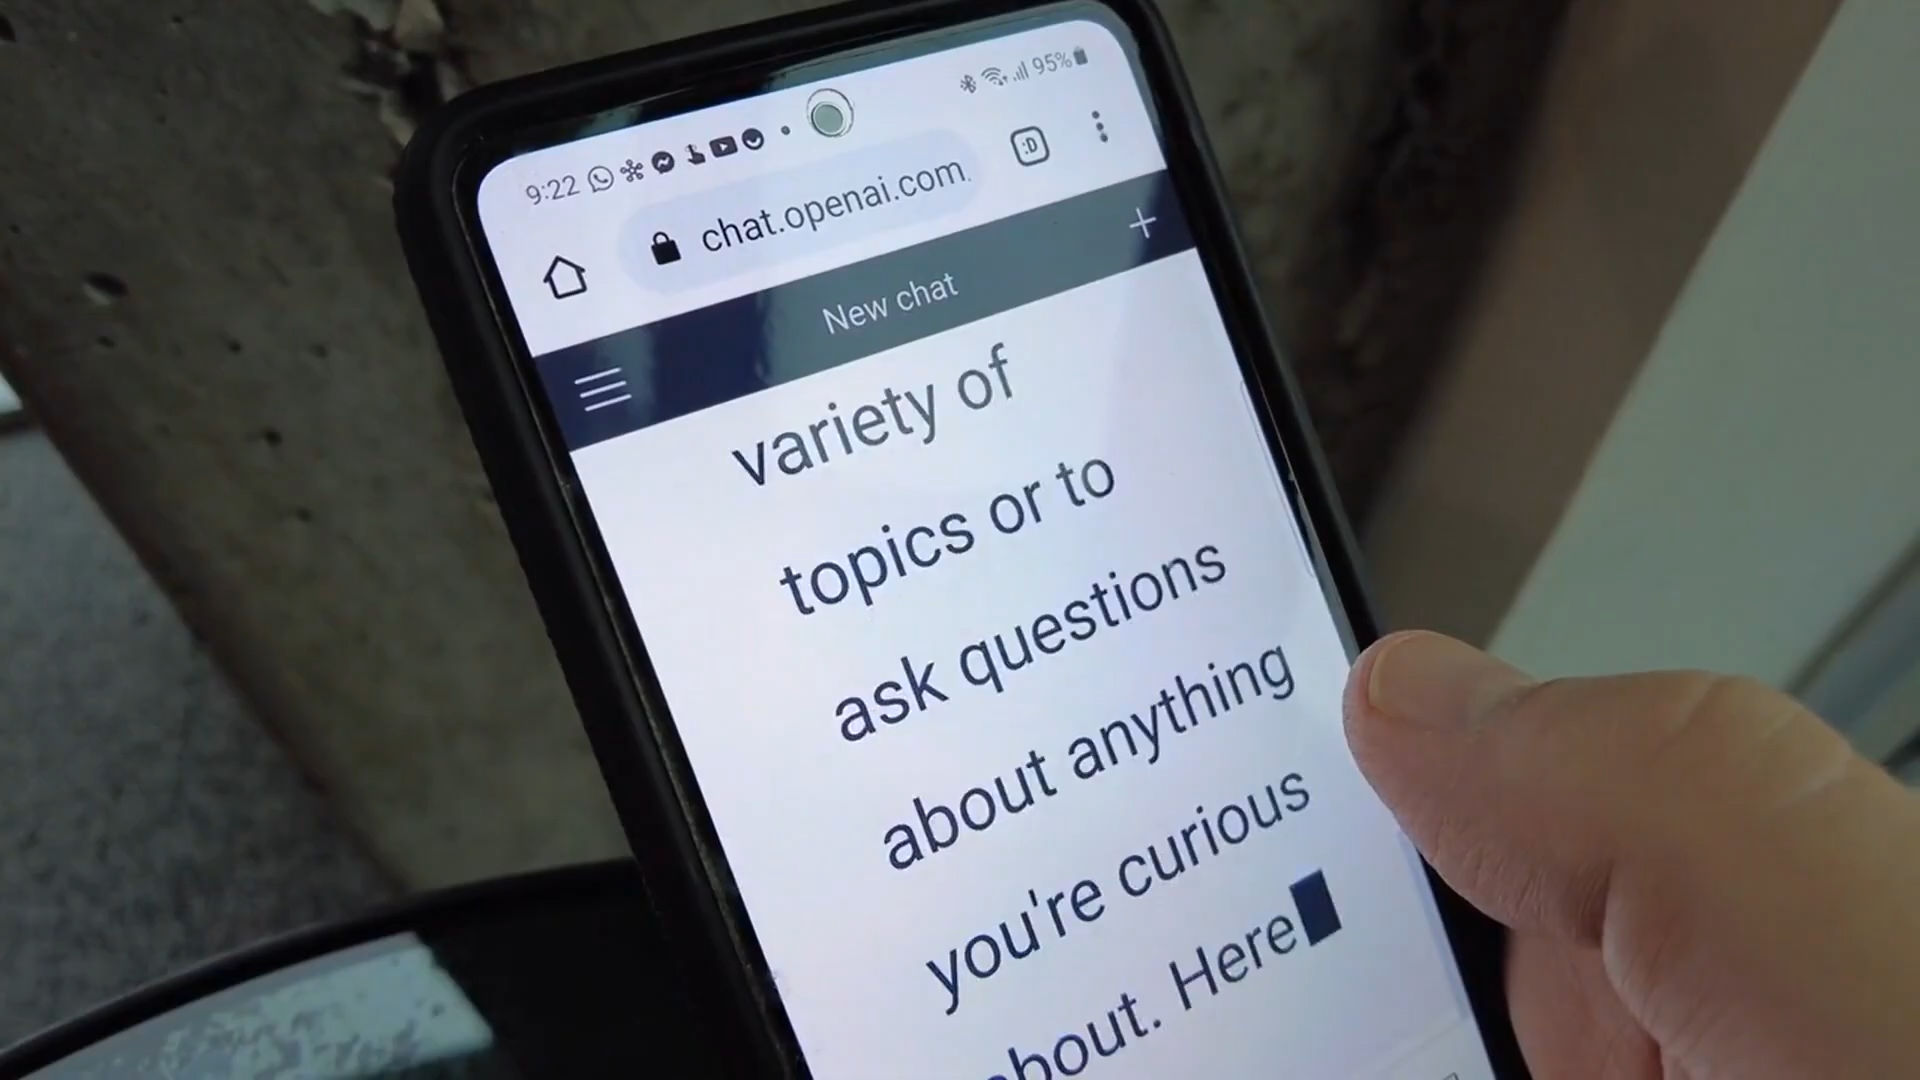 9:22 95%
chat.openai.com
:D
New chat
variety of
topics or to
ask questions
about anything
you're curious
about. Here